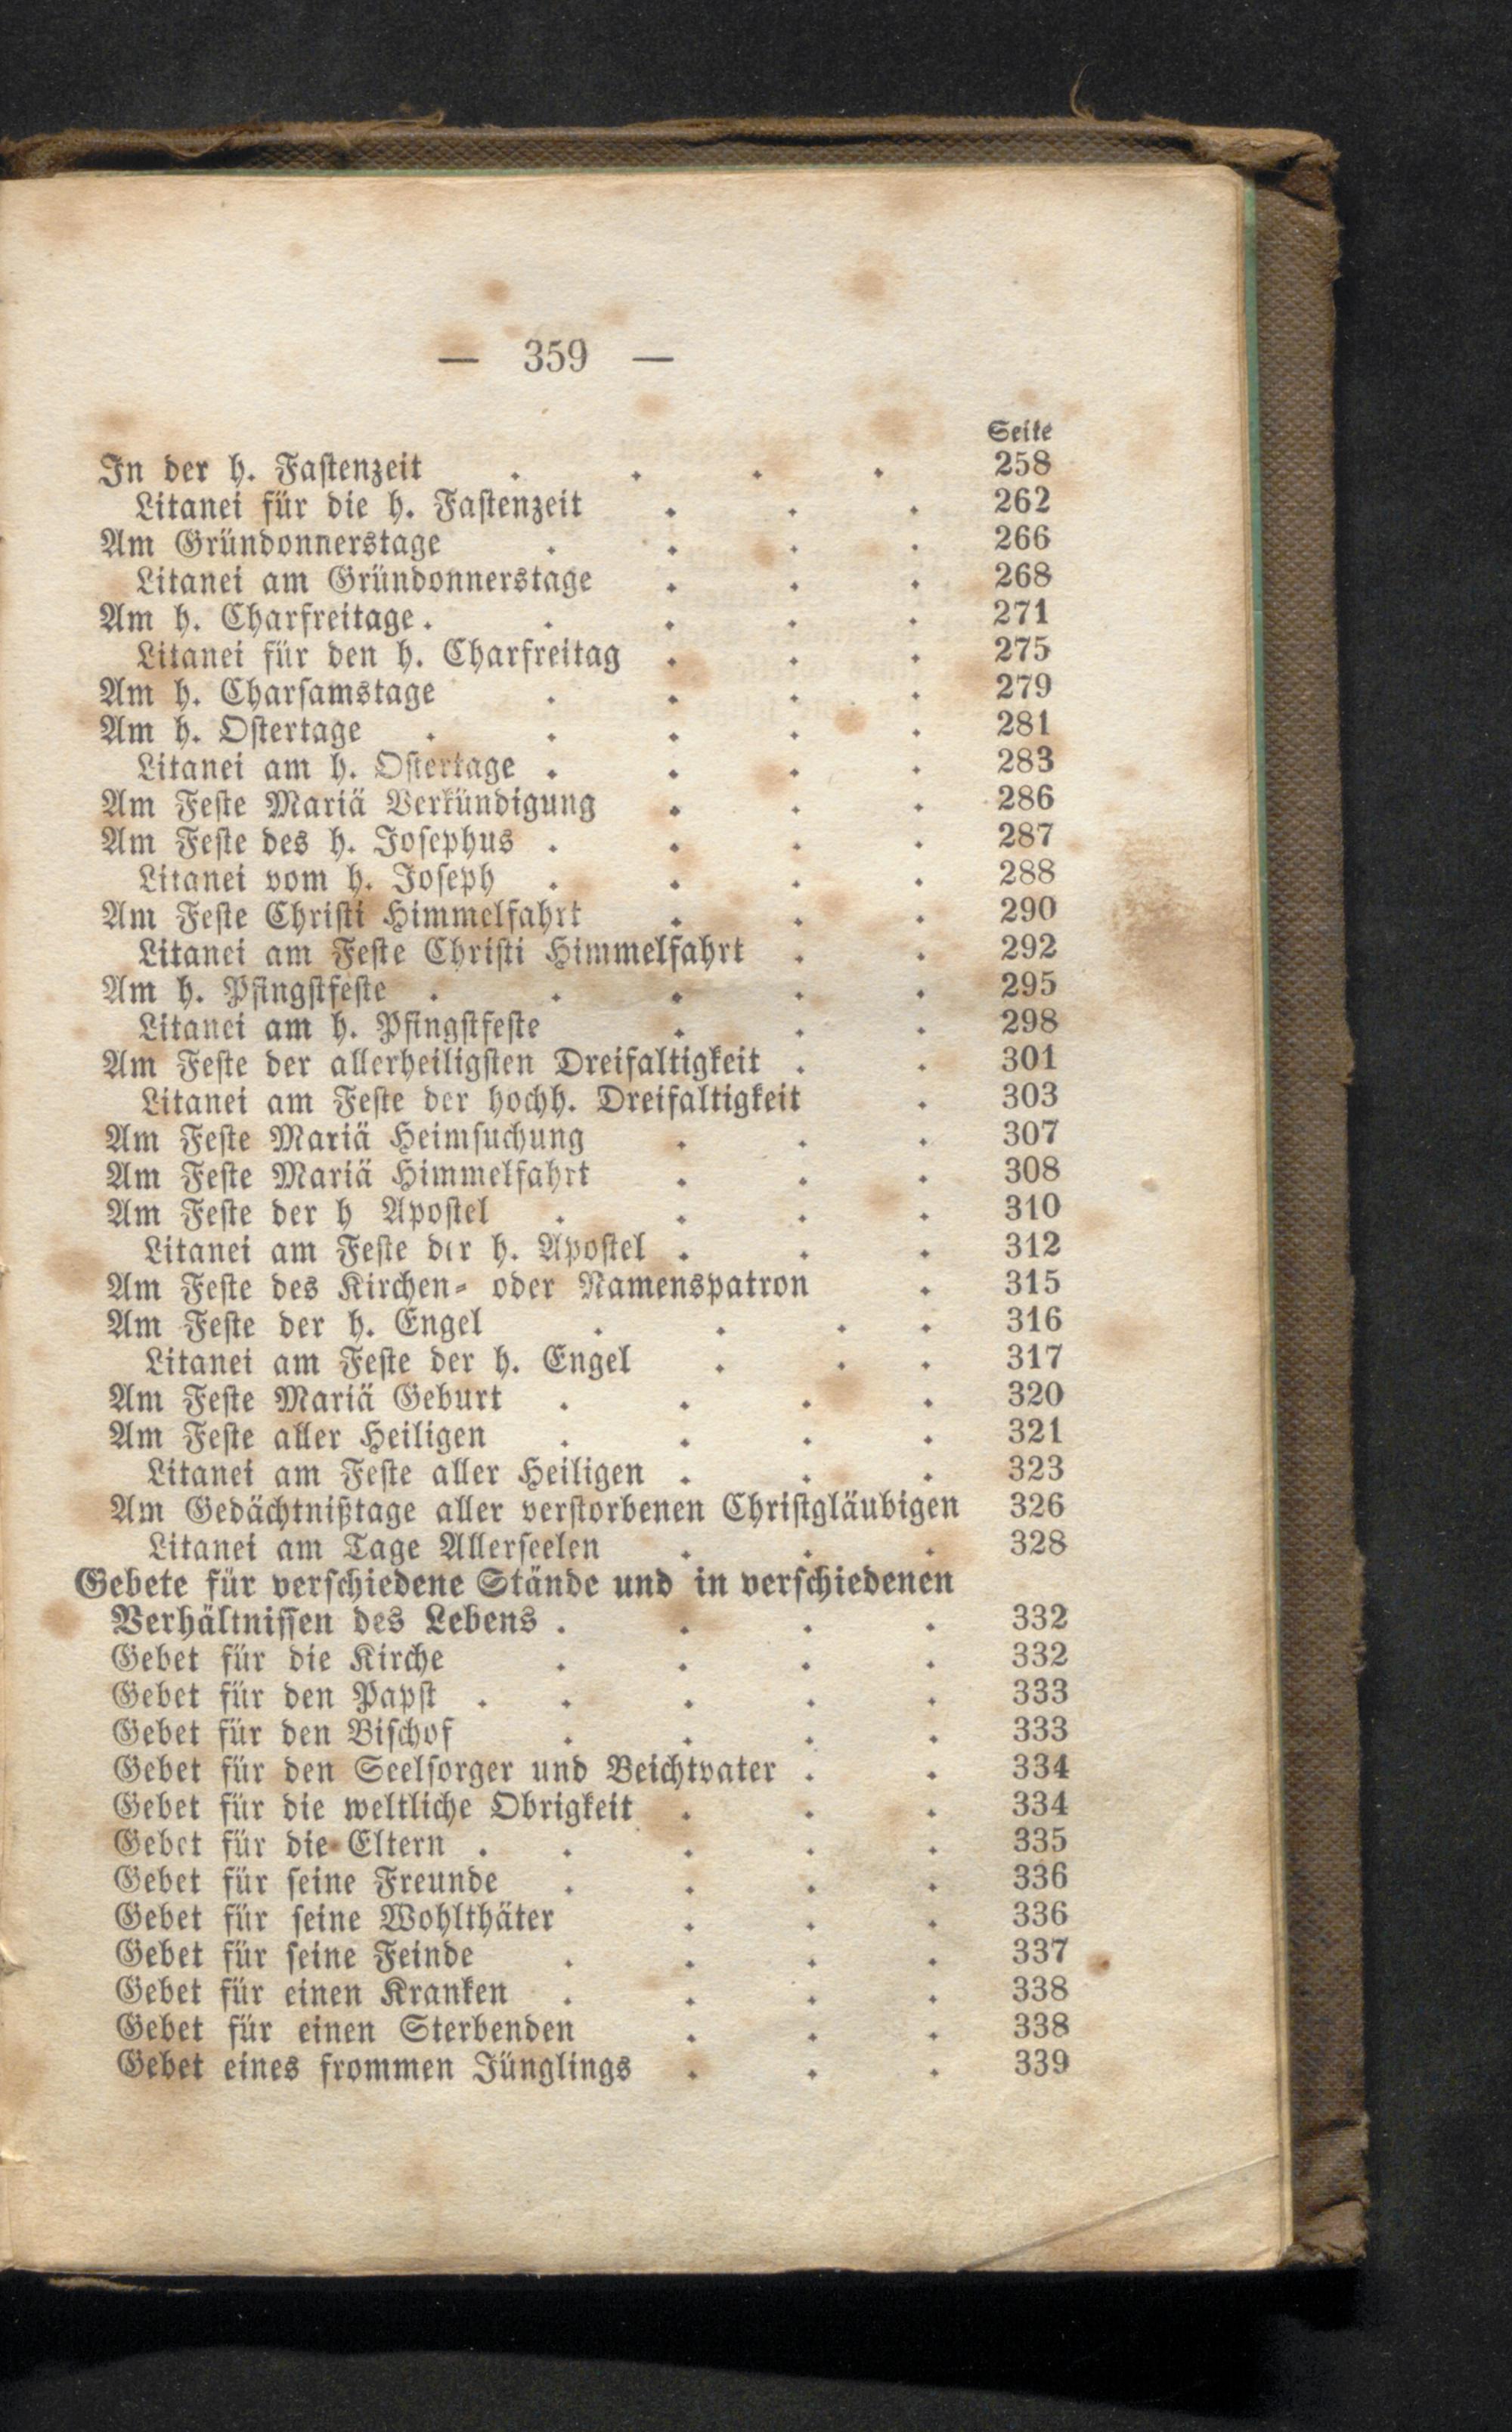 — 359 —
Seite
In der h. Fastenzeit . . . . 258
Litanei für die h. Fastenzeit . . . 262
Am Gründonnerstage . . . . 266
Litanei am Gründonnerstage . . . 268
Am h. Charfreitage . . . . . 271
Litanei für den h. Charfreitag . . . 275
Am h. Charsamstage . . . . 279
Am h. Ostertage . . . . . 281
Litanei am h. Ostertage . . . . 283
Am Feste Mariä Verkündigung . . . 286
Am Feste des h. Josephus . . . . 287
Litanei vom h. Joseph . . . . 288
Am Feste Christi Himmelfahrt . . . 290
Litanei am Feste Christi Himmelfahrt . . 292
Am h. Pfingstfeste . . . . . 295
Litanei am h. Pfingstfeste . . . 298
Am Feste der allerheiligsten Dreifaltigkeit . . 301
Litanei am Feste der hochh. Dreifaltigkeit . 303
Am Feste Mariä Heimsuchung . . . 307
Am Feste Mariä Himmelfahrt . . . 308
Am Feste der h Apostel . . . . 310
Litanei am Feste der h. Apostel . . . 312
Am Feste des Kirchen- oder Namenspatron . 315
Am Feste der h. Engel . . . . 316
Litanei am Feste der h. Engel . . . 317
Am Feste Mariä Geburt . . . . 320
Am Feste aller Heiligen . . . . 321
Litanei am Feste aller Heiligen . . . 323
Am Gedächtnißtage aller verstorbenen Christgläubigen 326
Litanei am Tage Allerseelen . . . 328
Gebete für verschiedene Stände und in verschiedenen
Verhältnissen des Lebens . . . . 332
Gebet für die Kirche . . . . 332
Gebet für den Papst . . . . . 333
Gebet für den Bischof . . . . 333
Gebet für den Seelsorger und Beichtvater . . 334
Gebet für die weltliche Obrigkeit . . . 334
Gebet für die Eltern . . . . . 335
Gebet für seine Freunde . . . . 336
Gebet für seine Wohlthäter . . . 336
Gebet für seine Feinde . . . . 337
Gebet für einen Kranken . . . . 338
Gebet für einen Sterbenden . . . 338
Gebet eines frommen Jünglings . . . 339